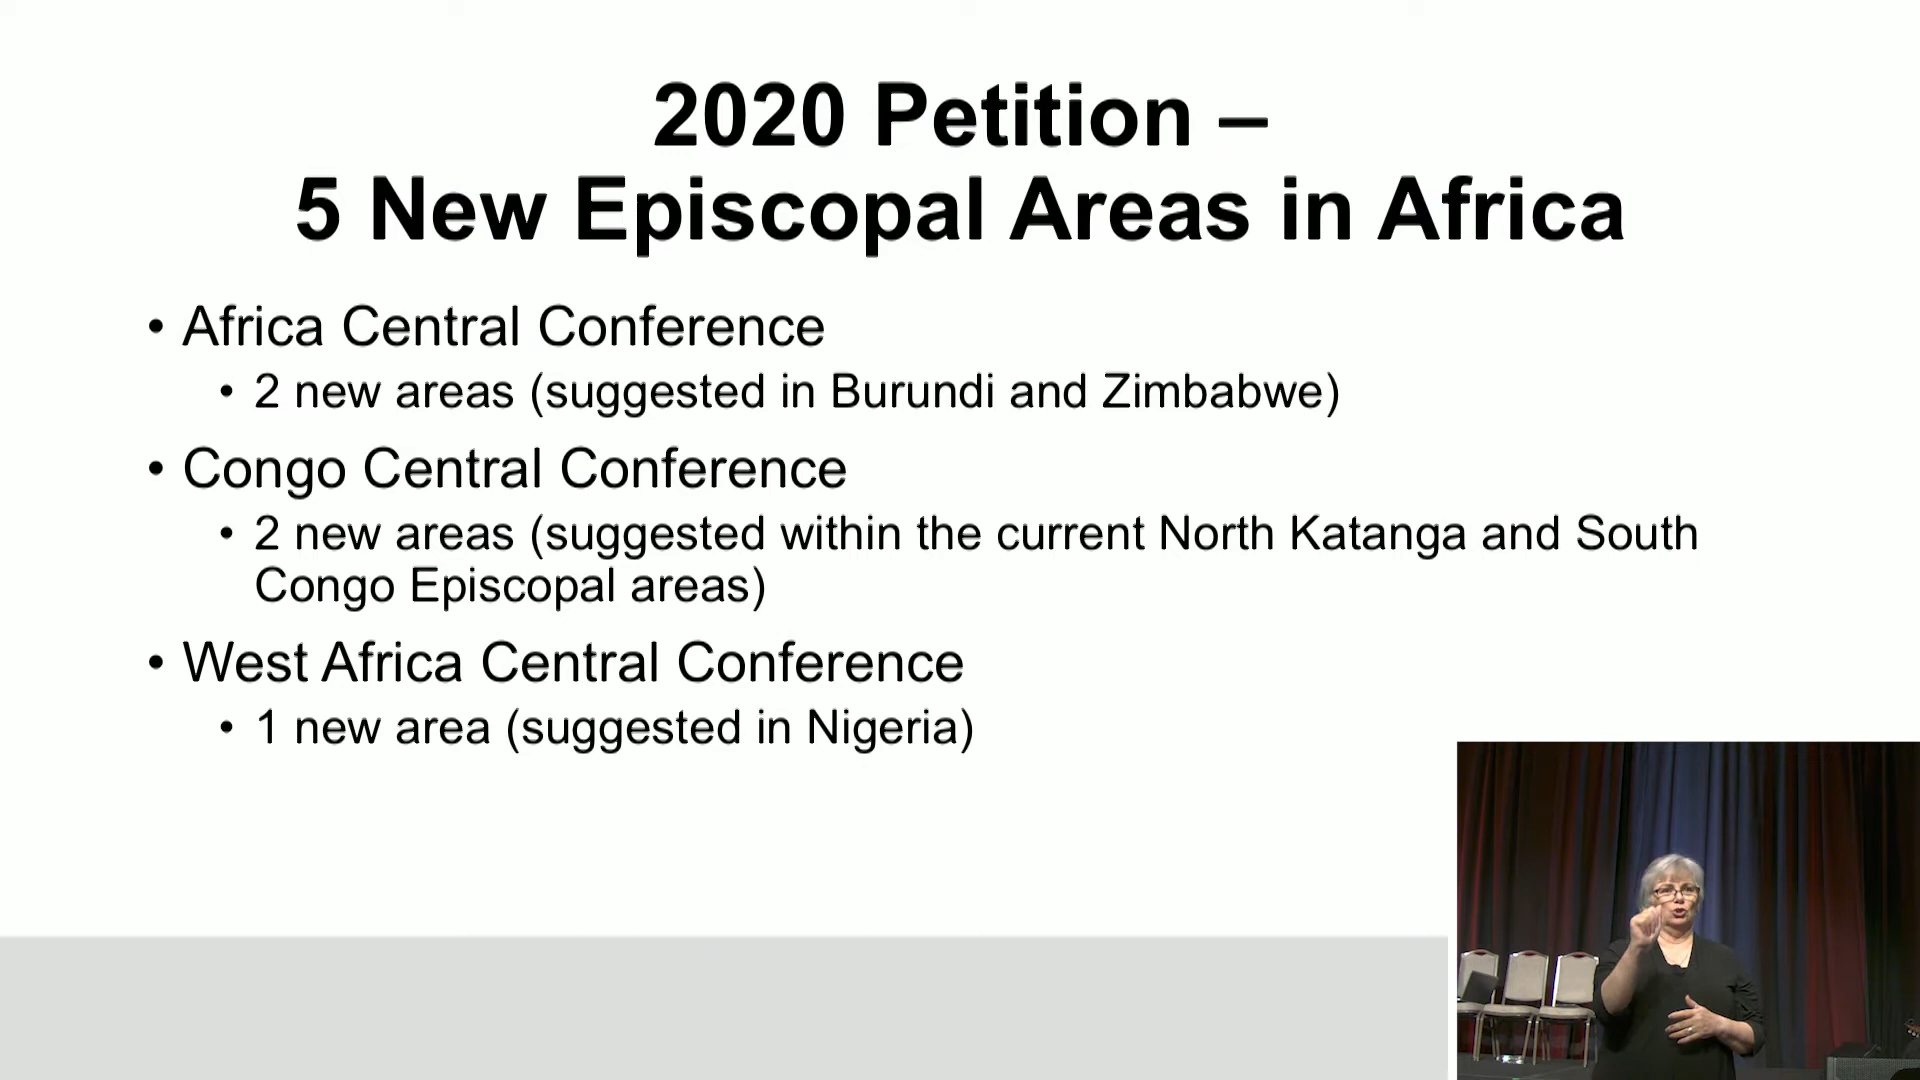 2020 Petition –
5 New Episcopal Areas in Africa
• Africa Central Conference
• 2 new areas (suggested in Burundi and Zimbabwe)
• Congo Central Conference
• 2 new areas (suggested within the current North Katanga and South
Congo Episcopal areas)
• West Africa Central Conference
• 1 new area (suggested in Nigeria)